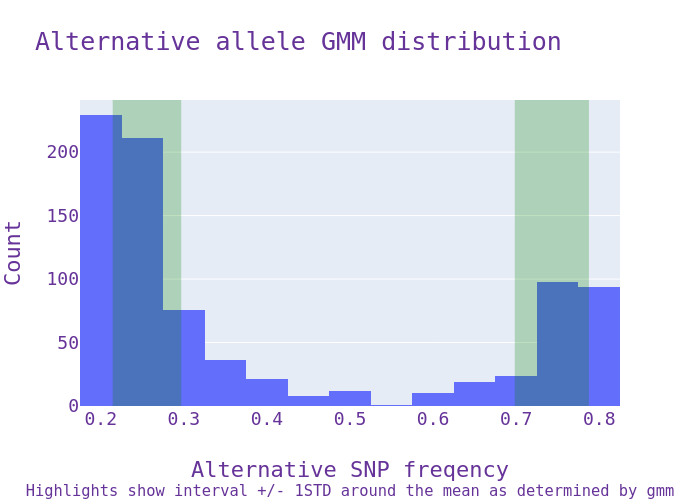 Alternative allele GMM distribution
Count
200
150
100
50
0
0.2 0.3 0.4 0.5 0.6 0.7 0.8
Alternative SNP freqency
Highlights show interval +/- 1STD around the mean as determined by gmm